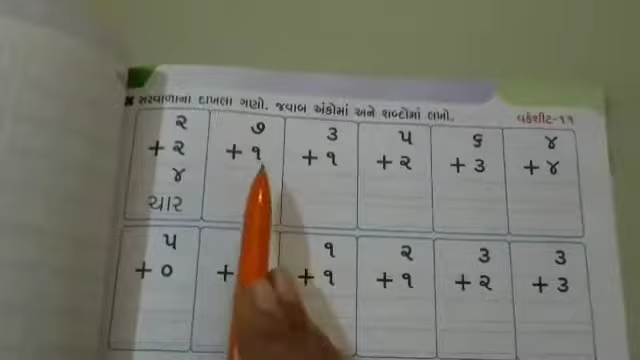 સરવાળાના દાખલા ગણો. જવાબ અંકોમાં અને શબ્દોમાં લખો.
વર્કશીટ-૧૧
૨ ૭ ૩ ૫ ૬ ૪
+ ૨ + ૧ + ૧ + ૨ + ૩ + ૪
૪
ચાર
૫ ૧ ૨ ૩ ૩
+ ૦ + + ૧ + ૧ + ૨ + ૩